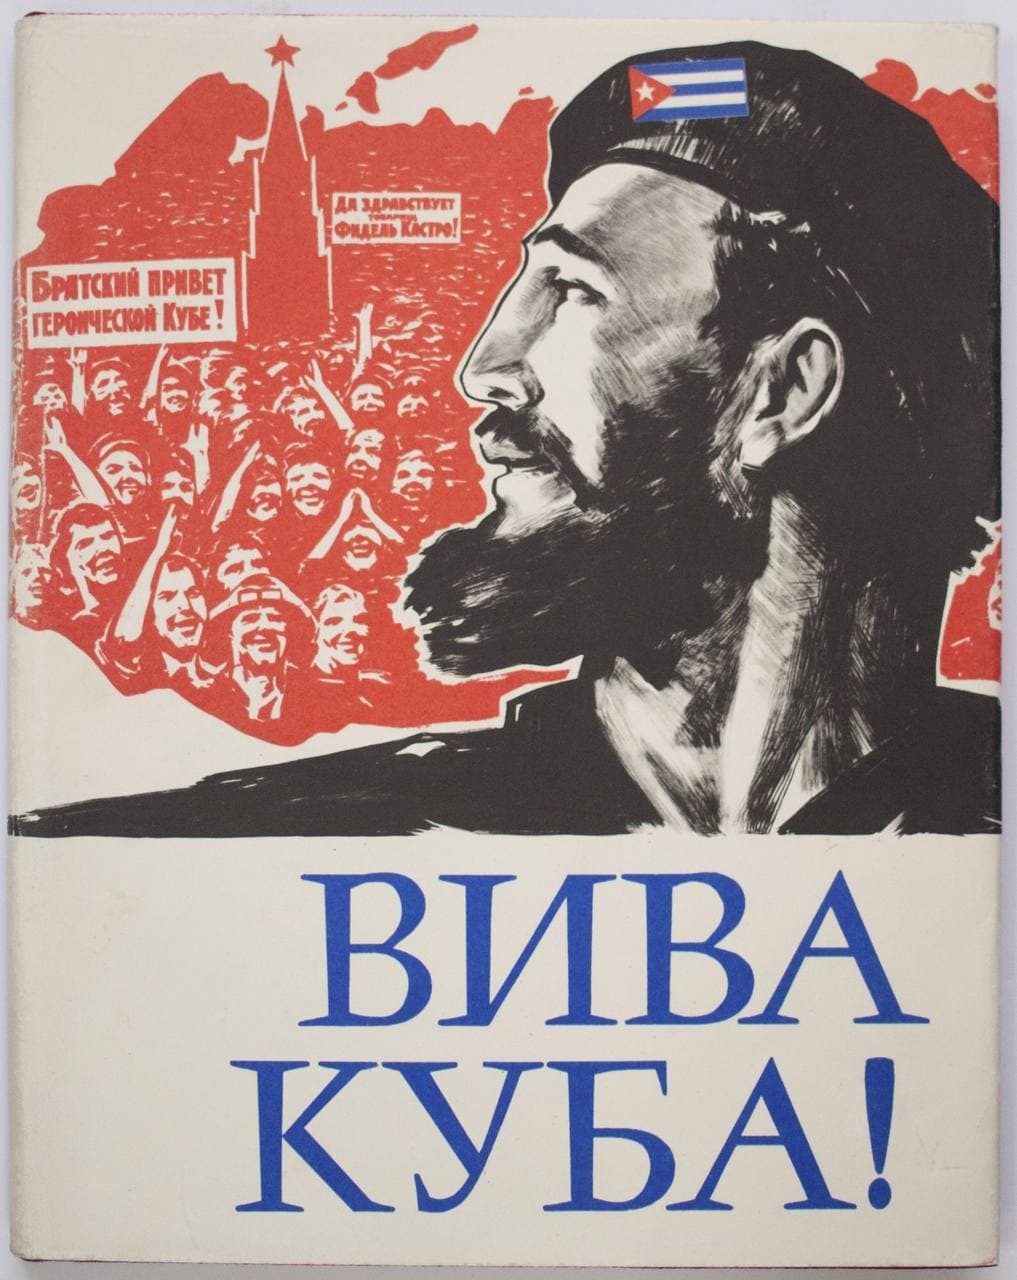 Да здравствует
товарищ
Фидель Кастро!
Братский привет
героической Кубе!
ВИВА
КУБА!